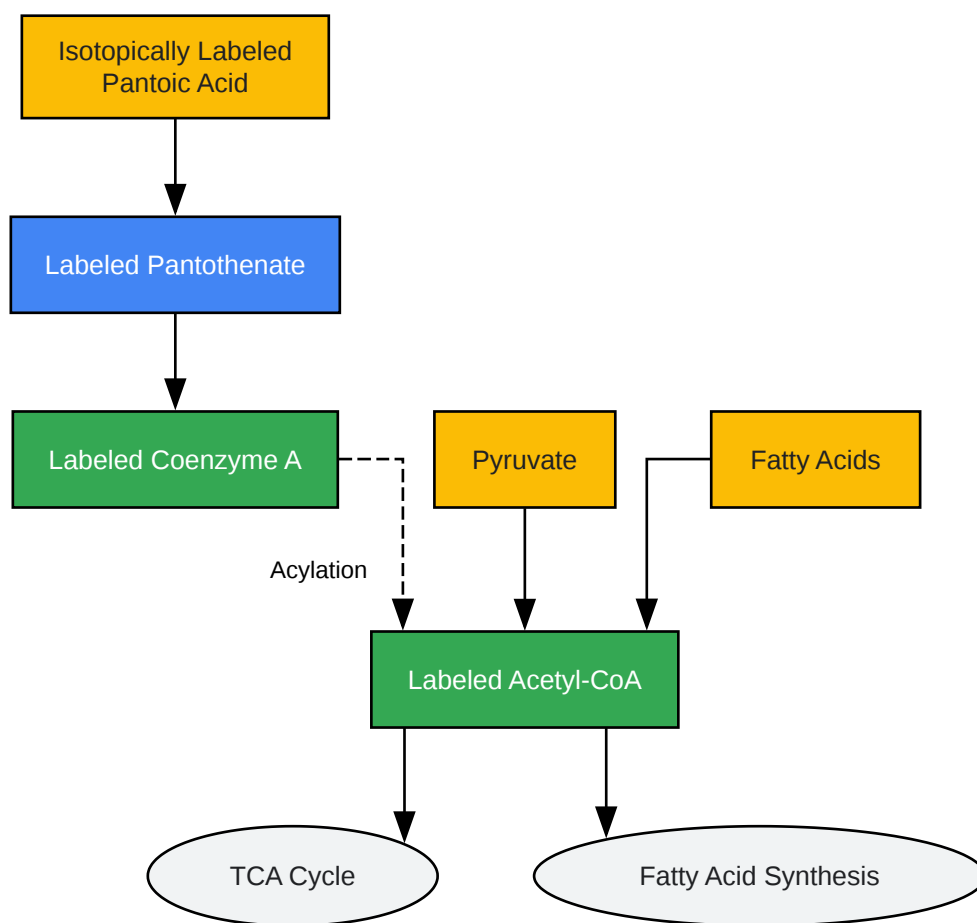 Isotopically Labeled
Pantoic Acid
Labeled Pantothenate
Labeled Coenzyme A
Pyruvate
Fatty Acids
Acylation
Labeled Acetyl-CoA
TCA Cycle
Fatty Acid Synthesis